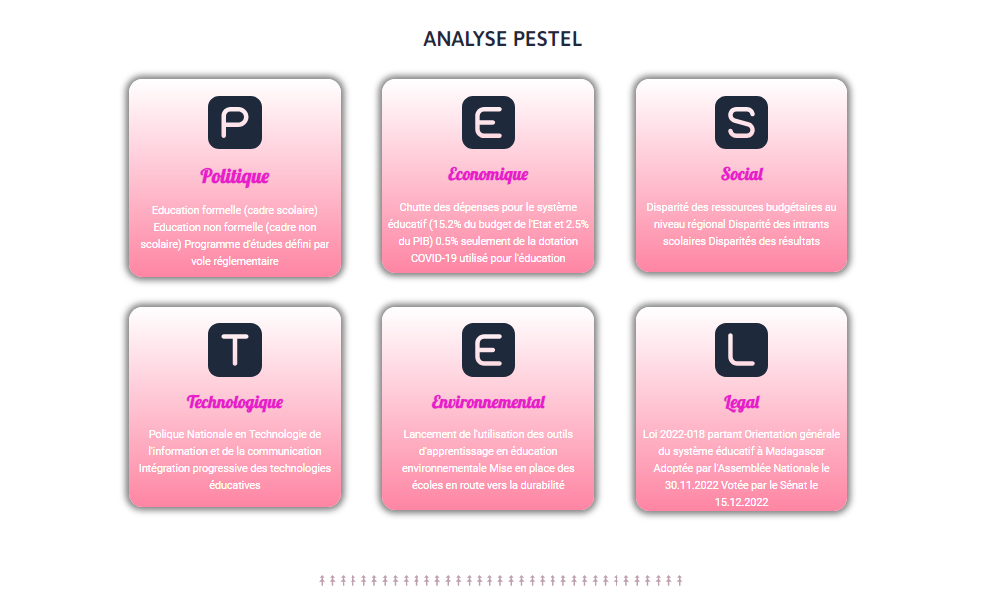 ANALYSE PESTEL
P
Politique
Education formelle (cadre scolaire)
Education non formelle (cadre non
scolaire) Programme d'études défini par
voie réglementaire
E
Economique
Chutte des dépenses pour le système
éducatif (15.2% du budget de l'Etat et 2.5%
du PIB) 0.5% seulement de la dotation
COVID-19 utilisé pour l'éducation
S
Social
Disparité des ressources budgétaires au
niveau régional Disparité des intrants
scolaires Disparités des résultats
T
Technologique
Polique Nationale en Technologie de
l'information et de la communication
Intégration progressive des technologies
éducatives
E
Environnemental
Lancement de l'utilisation des outils
d'apprentissage en éducation
environnementale Mise en place des
écoles en route vers la durabilité
L
Legal
Loi 2022-018 partant Orientation générale
du système éducatif à Madagascar
Adoptée par l'Assemblée Nationale le
30.11.2022 Votée par le Sénat le
15.12.2022